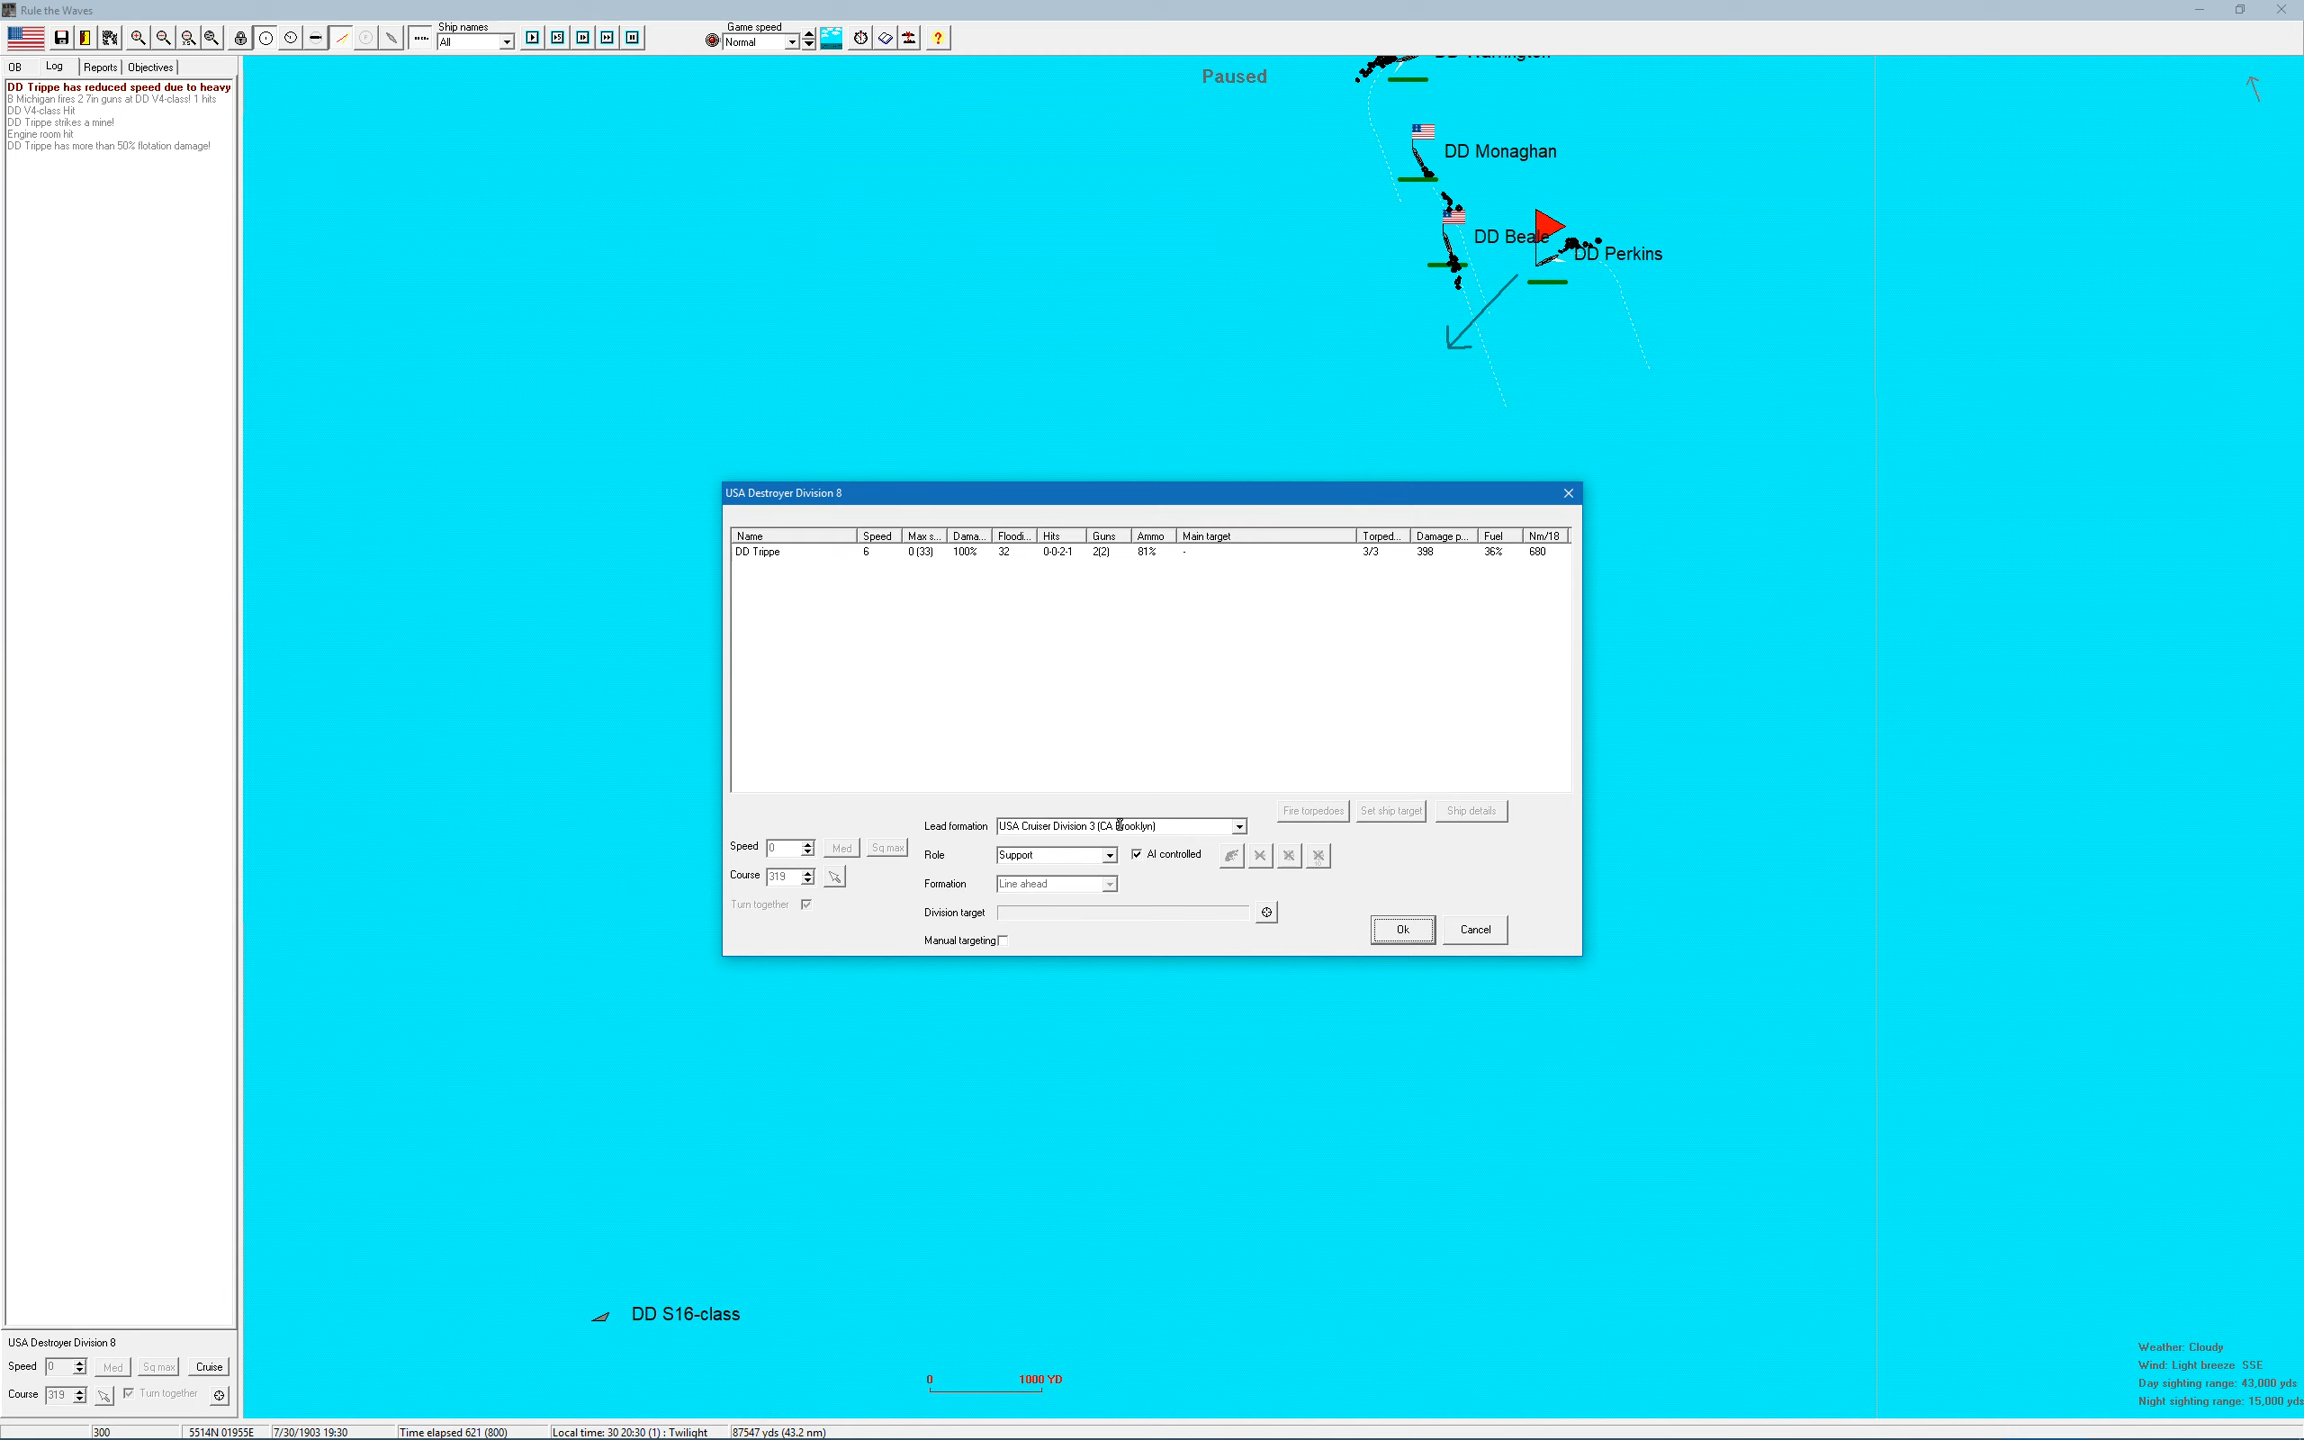 Rule the Waves
Ship names
All
Game speed
Normal
OB Log Reports Objectives
DD Trippe has reduced speed due to heavy
B Michigan fires 2 7in guns at DD V4-class! 1 hits
DD V4-class Hit
DD Trippe strikes a mine!
Engine room hit
DD Trippe has more than 50% flotation damage!
Paused
DD Warrington
DD Monaghan
DD Beale
DD Perkins
USA Destroyer Division 8
Name Speed Max s... Dama... Floodi... Hits Guns Ammo Main target Torped... Damage p... Fuel Nm/18
DD Trippe 6 0 (33) 100% 32 0-0-2-1 2(2) 81% - 3/3 398 36% 680
Fire torpedoes Set ship target Ship details
Lead formation USA Cruiser Division 3 (CA Brooklyn)
Speed 0 Med Sq max
Role Support AI controlled
Course 319
Formation Line ahead
Turn together
Division target
Manual targeting
Ok Cancel
DD S16-class
0 1000 YD
Weather: Cloudy
Wind: Light breeze SSE
Day sighting range: 43,000 yds
Night sighting range: 15,000 yds
USA Destroyer Division 8
Speed 0 Med Sq max Cruise
Course 319 Turn together
300 5514N 01955E 7/30/1903 19:30 Time elapsed 621 (800) Local time: 30 20:30 (1) : Twilight 87547 yds (43.2 nm)